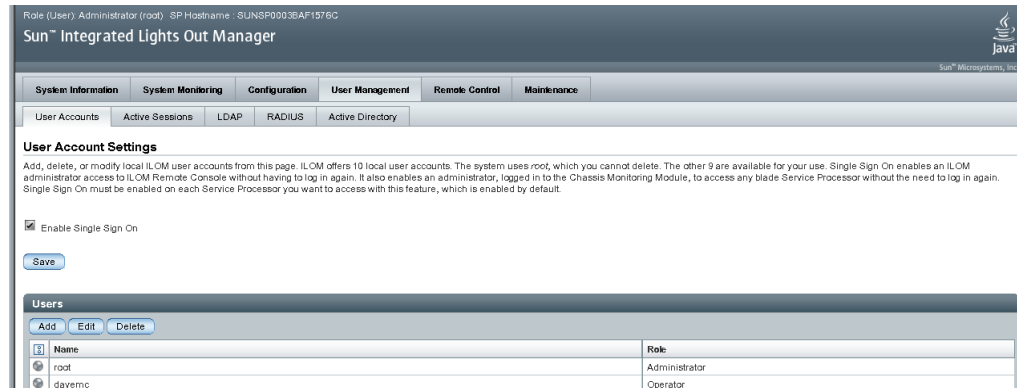 Role (User): Administrator (root)   SP Hostname : SUNSP0003BAF1576C
Sun™ Integrated Lights Out Manager
Java
Sun™ Microsystems, Inc
System Information   System Monitoring   Configuration   User Management   Remote Control   Maintenance
User Accounts   Active Sessions   LDAP   RADIUS   Active Directory
User Account Settings
Add, delete, or modify local ILOM user accounts from this page. ILOM offers 10 local user accounts. The system uses root, which you cannot delete. The other 9 are available for your use. Single Sign On enables an ILOM
administrator access to ILOM Remote Console without having to log in again. It also enables an administrator, logged in to the Chassis Monitoring Module, to access any blade Service Processor without the need to log in again.
Single Sign On must be enabled on each Service Processor you want to access with this feature, which is enabled by default.
Enable Single Sign On
Save
Users
Add   Edit   Delete
Name   Role
root   Administrator
davemc   Operator